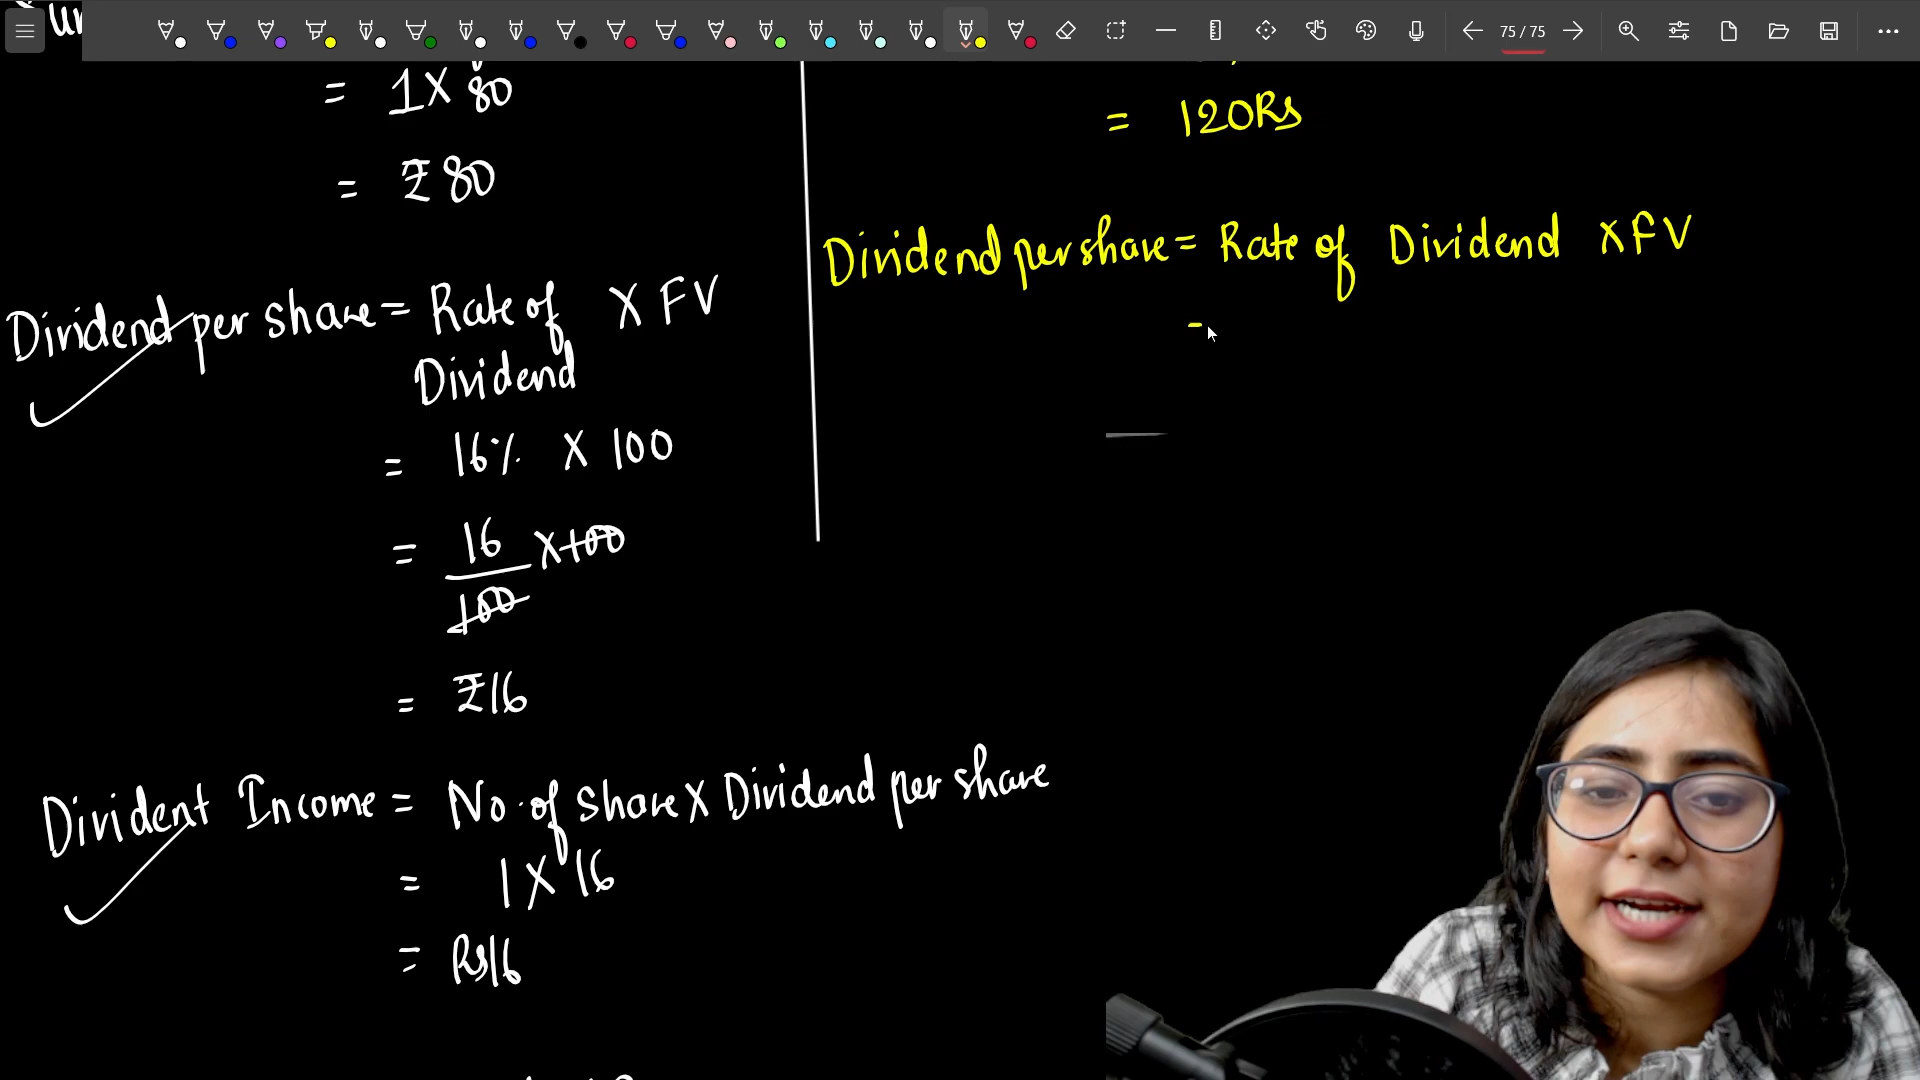 75 / 75
= 1 X 80
= ₹ 80
Dividend per share = Rate of X FV
Dividend
= 16% X 100
= 16 X 100
100
= ₹16
Divident Income = No. of share X Dividend per share
= 1 X 16
= Rs16
= 120Rs
Dividend per share = Rate of Dividend X FV